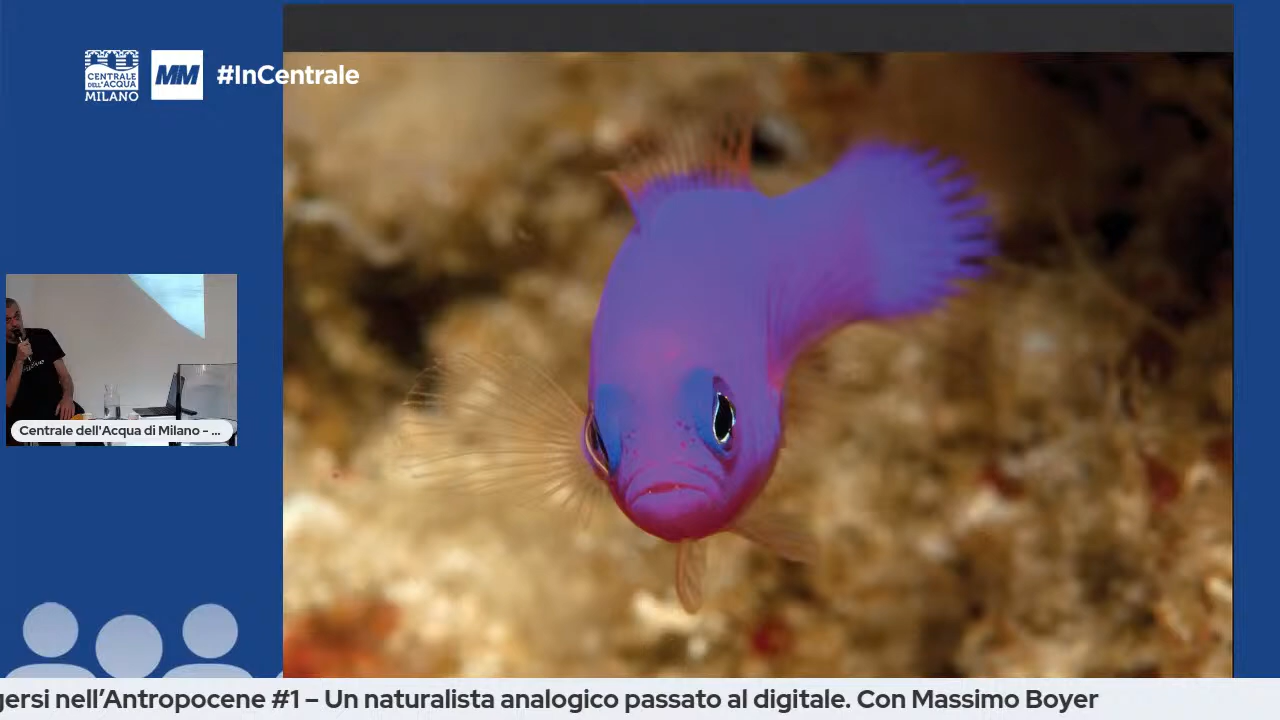 CENTRALE
DELL'ACQUA
MILANO
MM
#InCentrale
Centrale dell'Acqua di Milano - ...
gersi nell'Antropocene #1 – Un naturalista analogico passato al digitale. Con Massimo Boyer